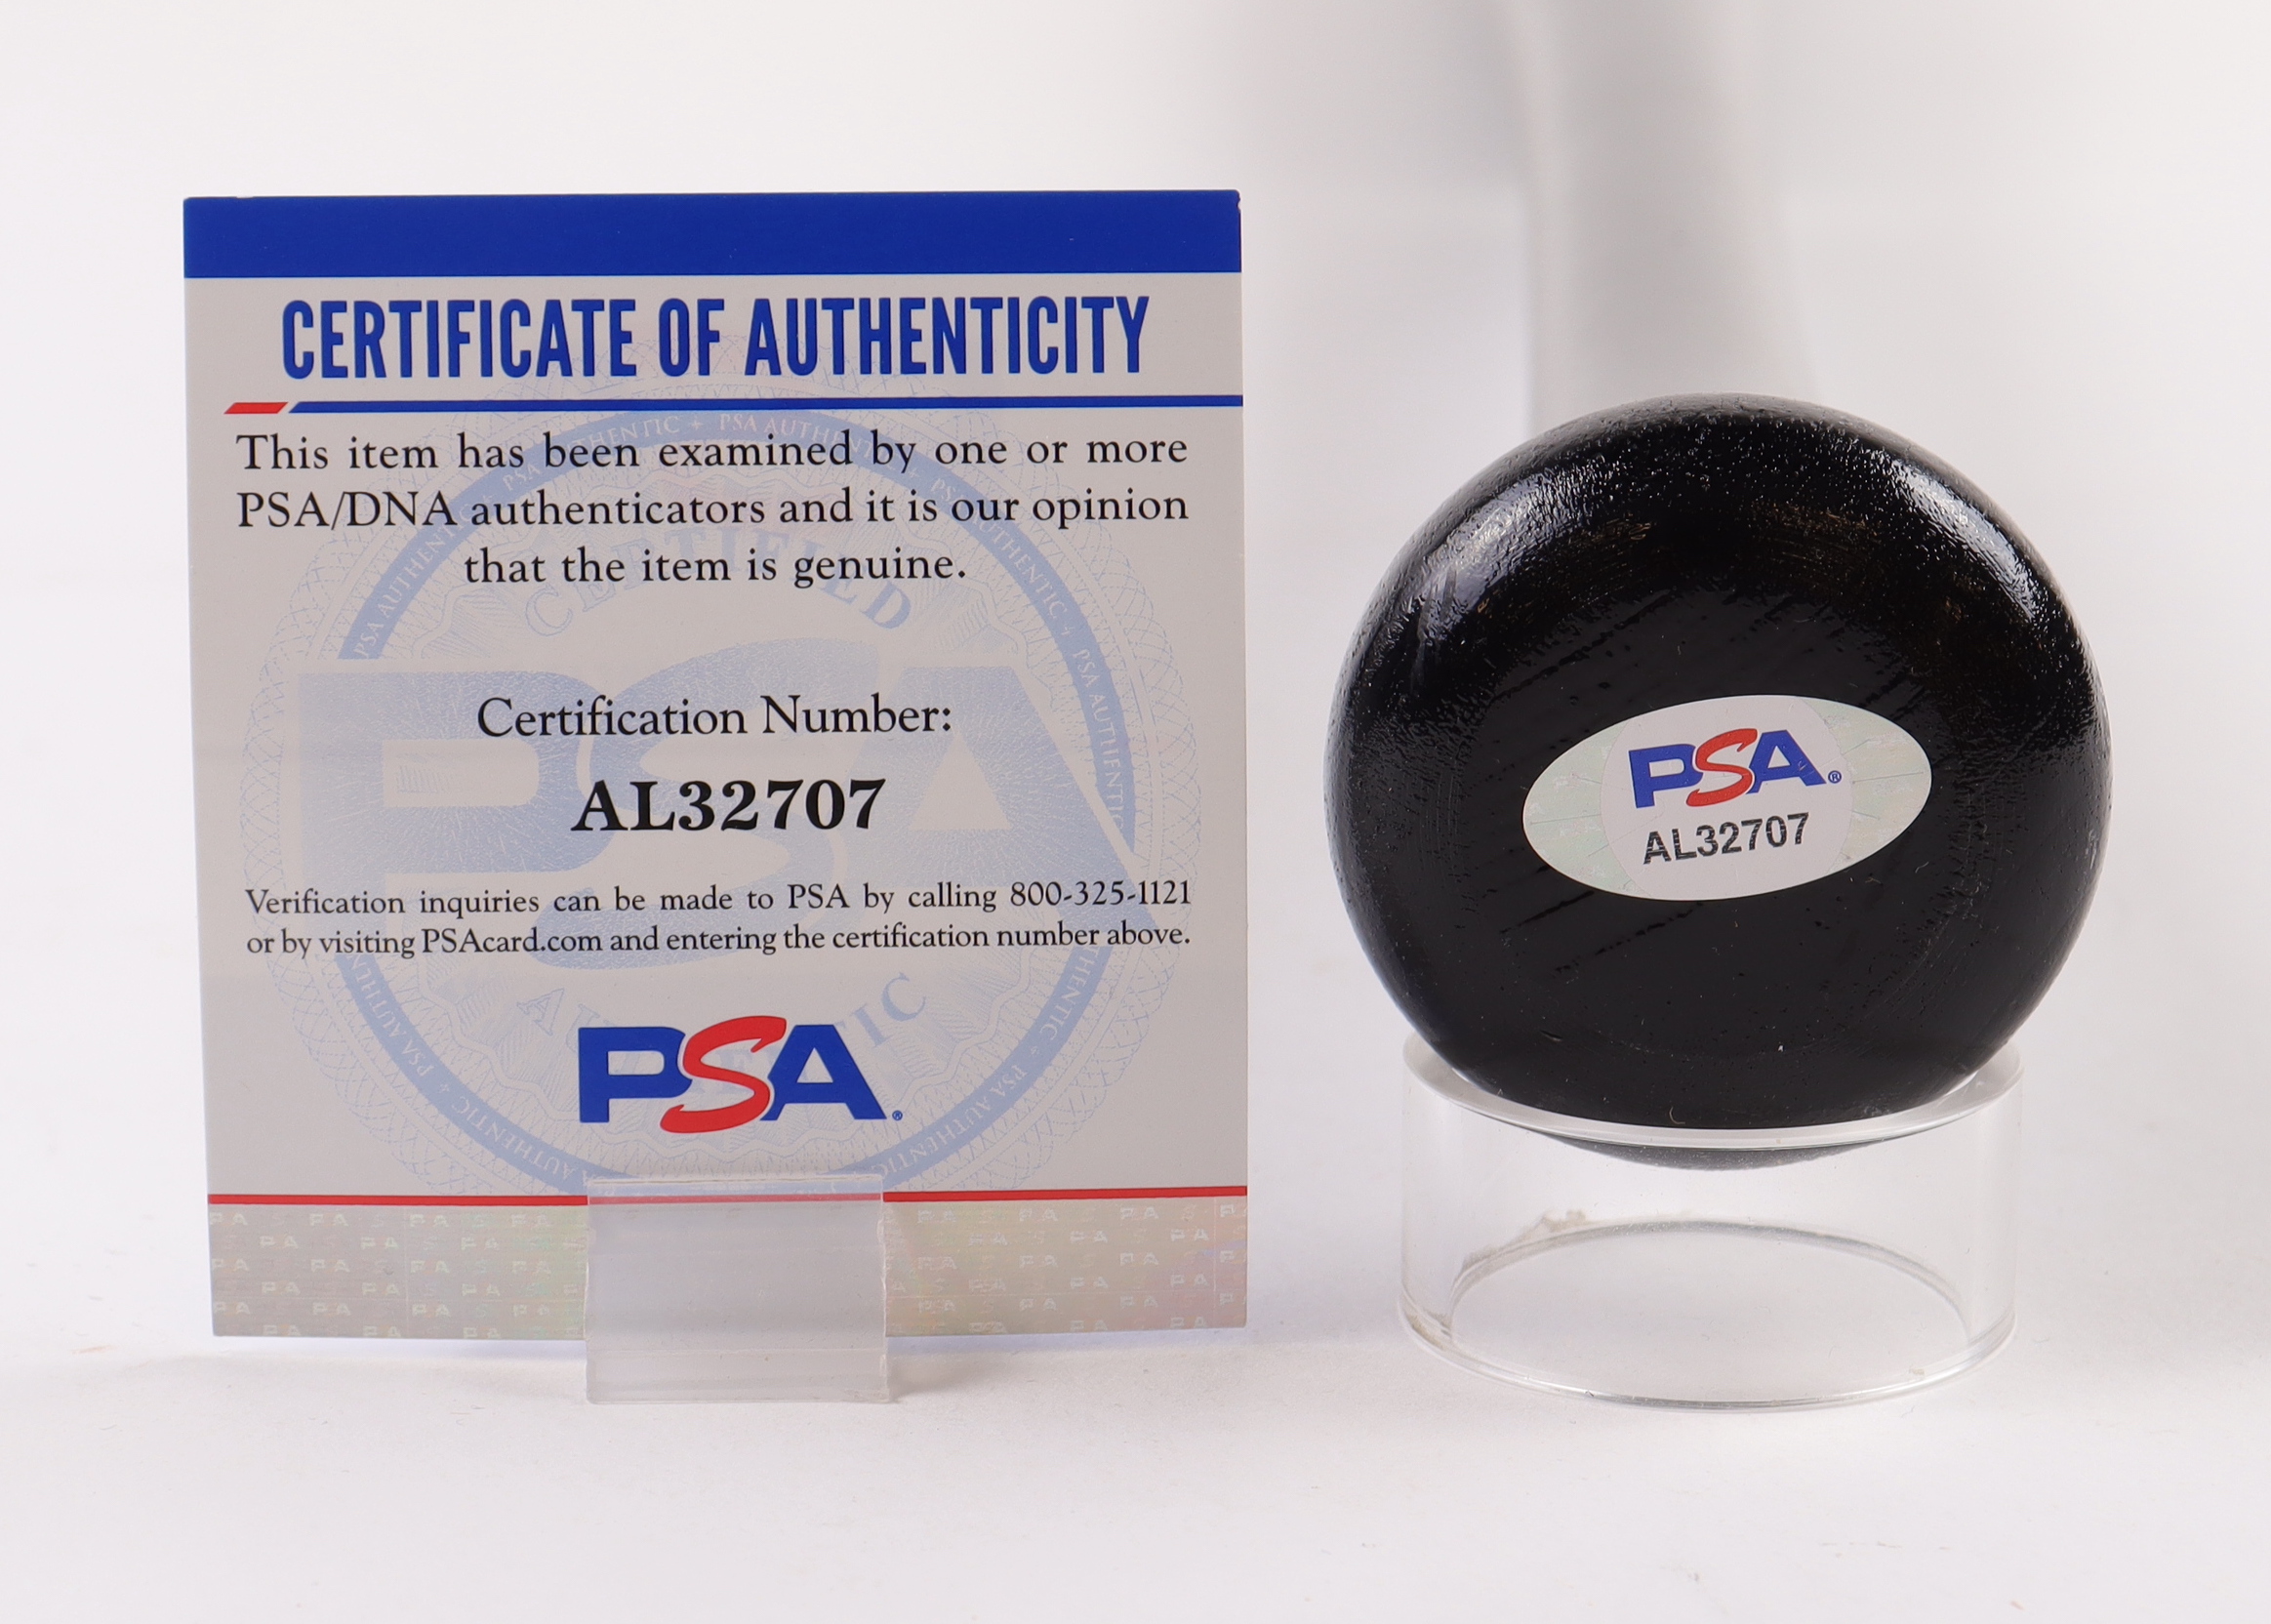 CERTIFICATE OF AUTHENTICITY
This item has been examined by one or more
PSA/DNA authenticators and it is our opinion
that the item is genuine.
Certification Number:
AL32707
Verification inquiries can be made to PSA by calling 800-325-1121
or by visiting PSAcard.com and entering the certification number above.
PSA®
PSA®
AL32707